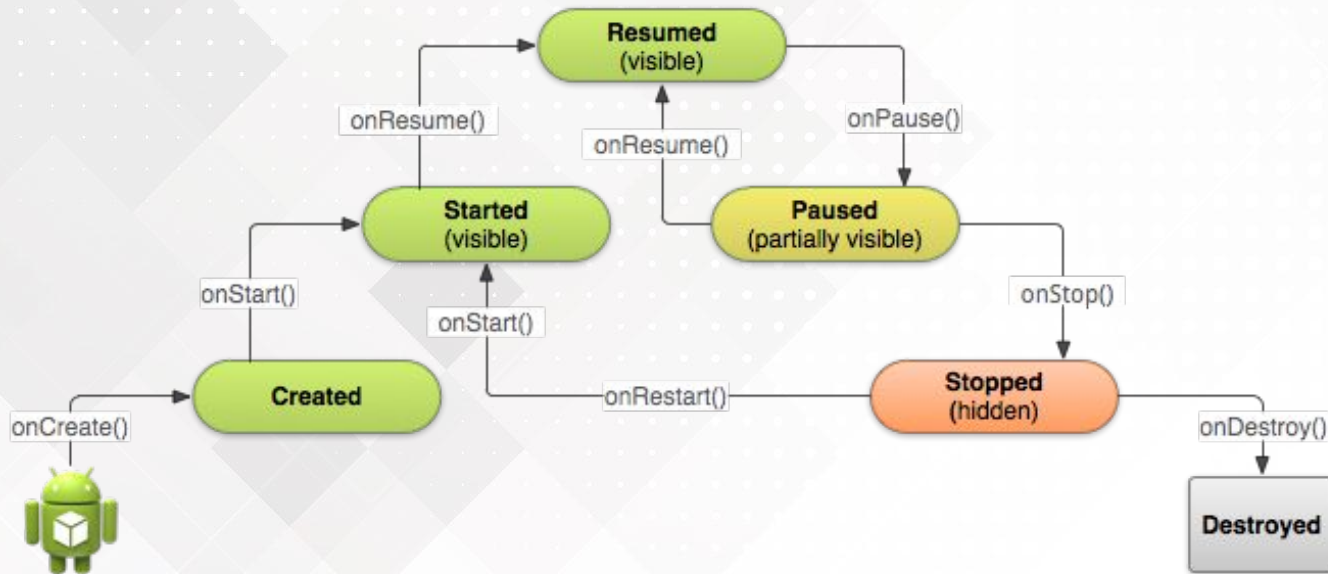 Resumed
(visible)
onResume()
onPause()
onResume()
Started
(visible)
Paused
(partially visible)
onStart()
onStart()
onStop()
Created
onRestart()
Stopped
(hidden)
onCreate()
onDestroy()
Destroyed